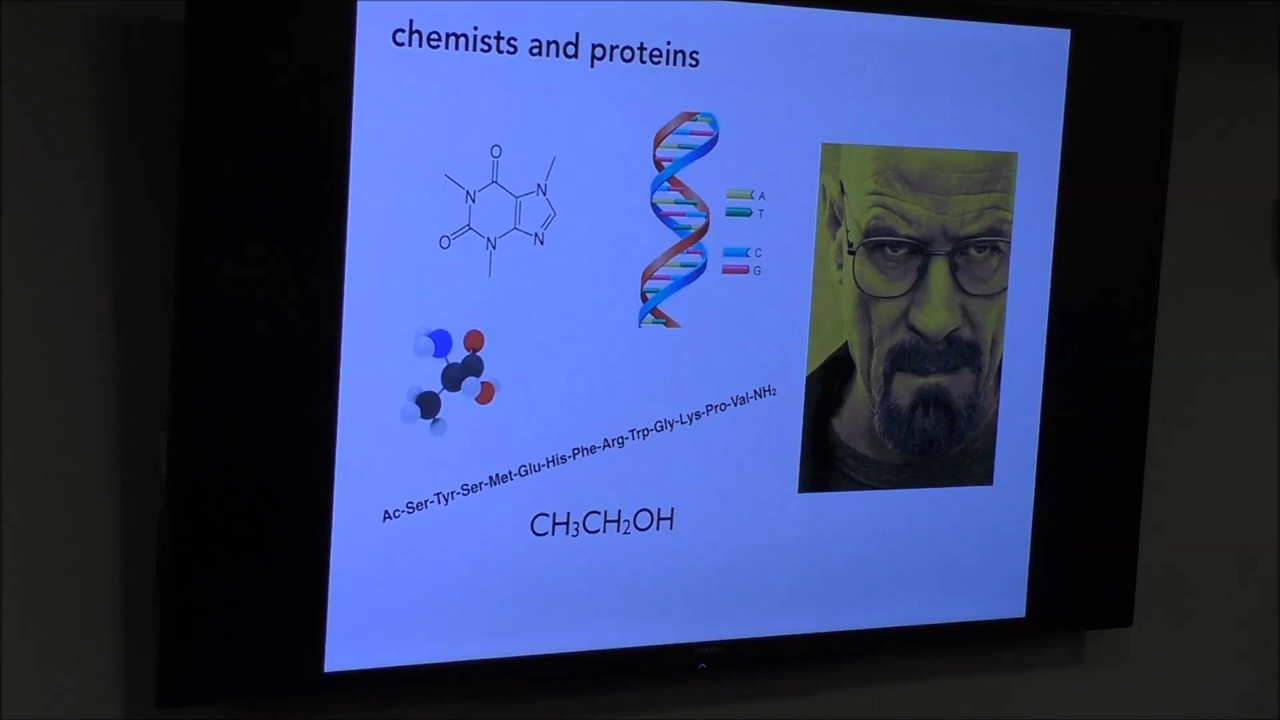 chemists and proteins
O
N
N
O
N
N
A
T
C
G
Ac-Ser-Tyr-Ser-Met-Glu-His-Phe-Arg-Trp-Gly-Lys-Pro-Val-NH₂
CH₃CH₂OH